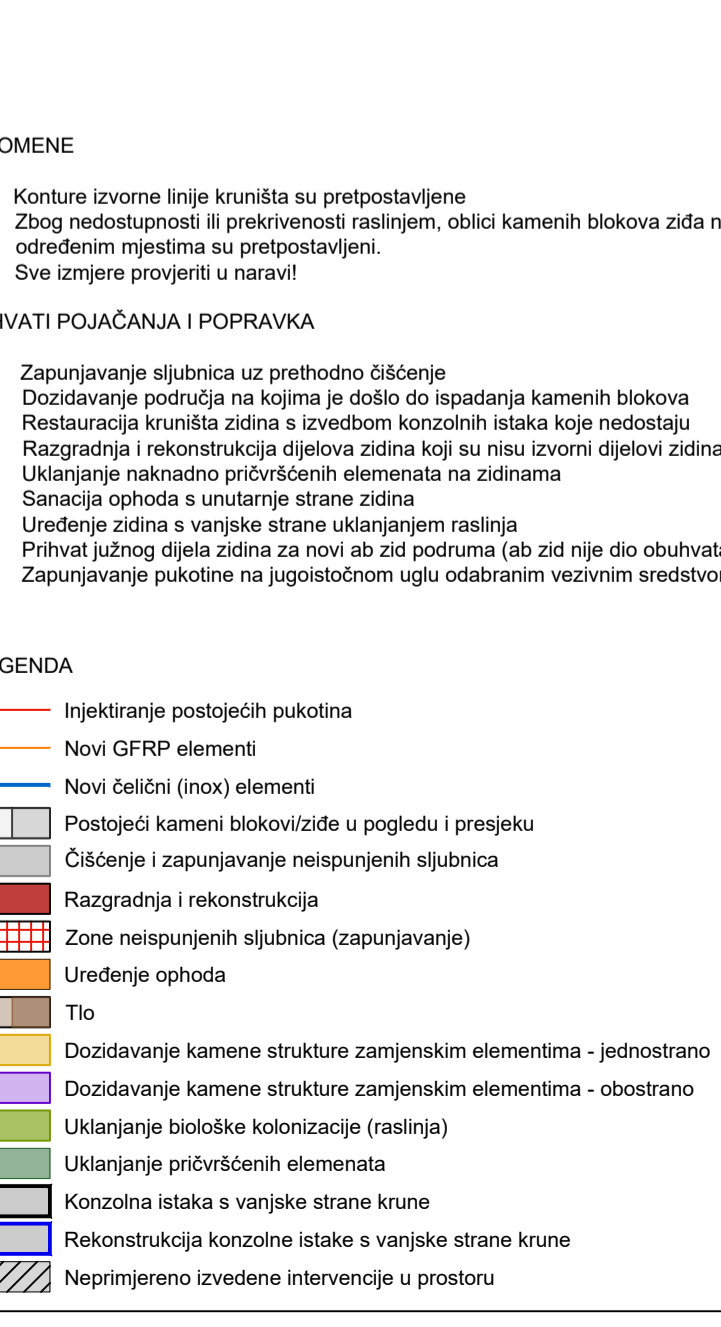 OMENE
Konture izvorne linije kruništa su pretpostavljene
Zbog nedostupnosti ili prekrivenosti raslinjem, oblici kamenih blokova ziđa n
određenim mjestima su pretpostavljeni.
Sve izmjere provjeriti u naravi!
HVATI POJAČANJA I POPRAVKA
Zapunjavanje sljubnica uz prethodno čišćenje
Dozidavanje područja na kojima je došlo do ispadanja kamenih blokova
Restauracija kruništa zidina s izvedbom konzolnih istaka koje nedostaju
Razgradnja i rekonstrukcija dijelova zidina koji su nisu izvorni dijelovi zidina
Uklanjanje naknadno pričvršćenih elemenata na zidinama
Sanacija ophoda s unutarnje strane zidina
Uređenje zidina s vanjske strane uklanjanjem raslinja
Prihvat južnog dijela zidina za novi ab zid podruma (ab zid nije dio obuhvata
Zapunjavanje pukotine na jugoistočnom uglu odabranim vezivnim sredstvom
GENDA
Injektiranje postojećih pukotina
Novi GFRP elementi
Novi čelični (inox) elementi
Postojeći kameni blokovi/ziđe u pogledu i presjeku
Čišćenje i zapunjavanje neispunjenih sljubnica
Razgradnja i rekonstrukcija
Zone neispunjenih sljubnica (zapunjavanje)
Uređenje ophoda
Tlo
Dozidavanje kamene strukture zamjenskim elementima - jednostrano
Dozidavanje kamene strukture zamjenskim elementima - obostrano
Uklanjanje biološke kolonizacije (raslinja)
Uklanjanje pričvršćenih elemenata
Konzolna istaka s vanjske strane krune
Rekonstrukcija konzolne istake s vanjske strane krune
Neprimjereno izvedene intervencije u prostoru